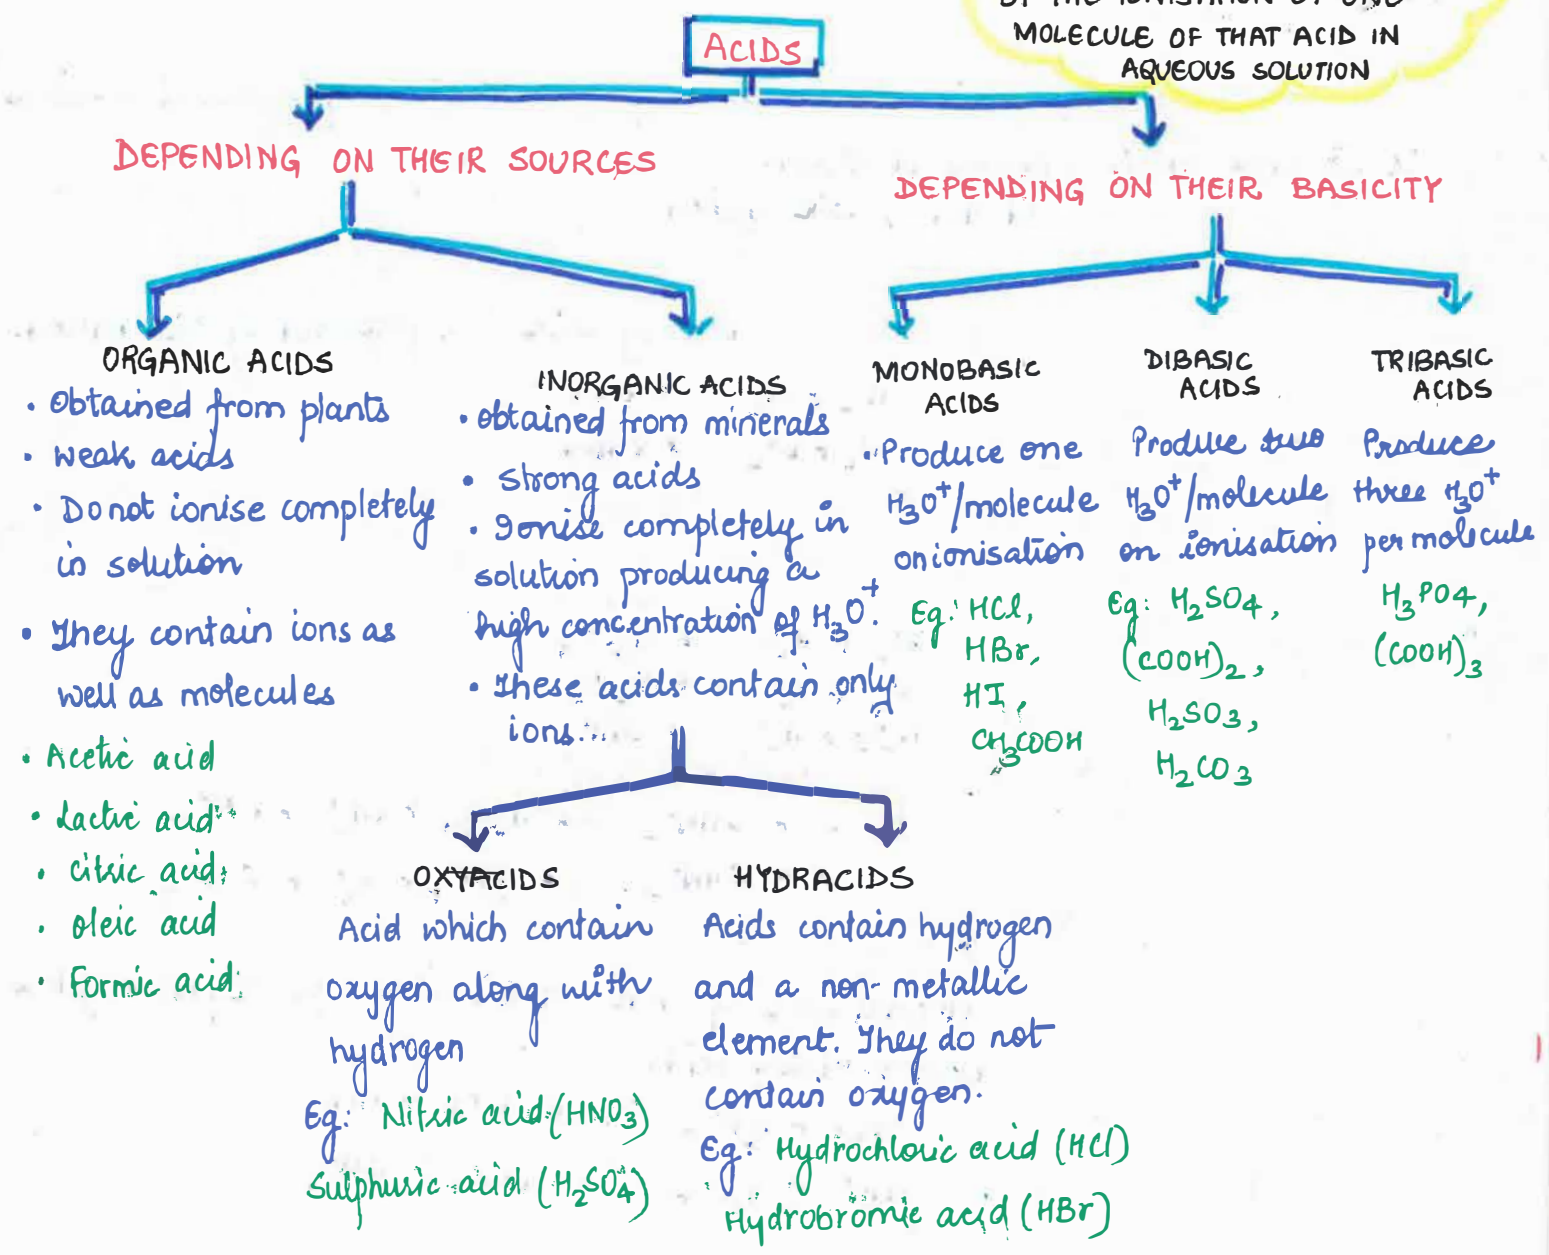 BY THE IONISATION OF ONE
MOLECULE OF THAT ACID IN
AQUEOUS SOLUTION
ACIDS
DEPENDING ON THEIR SOURCES
DEPENDING ON THEIR BASICITY
ORGANIC ACIDS
• Obtained from plants
• Weak acids
• Do not ionise completely
in solution
• They contain ions as
well as molecules
• Acetic acid
• Lactic acid
• Citric acid
• Oleic acid
• Formic acid
INORGANIC ACIDS
• Obtained from minerals
• Strong acids
• Ionise completely in
solution producing a
high concentration of H₃O⁺.
• These acids contain only
ions...
OXYACIDS
Acid which contain
oxygen along with
hydrogen
Eg: Nitric acid (HNO₃)
Sulphuric acid (H₂SO₄)
HYDRACIDS
Acids contain hydrogen
and a non-metallic
element. They do not
contain oxygen.
Eg: Hydrochloric acid (HCl)
Hydrobromic acid (HBr)
MONOBASIC
ACIDS
• Produce one
H₃O⁺/molecule
on ionisation
Eg: HCl,
HBr,
HI,
CH₃COOH
DIBASIC
ACIDS
Produce two
H₃O⁺/molecule
on ionisation
Eg: H₂SO₄,
(COOH)₂,
H₂SO₃,
H₂CO₃
TRIBASIC
ACIDS
Produce
three H₃O⁺
per molecule
H₃PO₄,
(COOH)₃